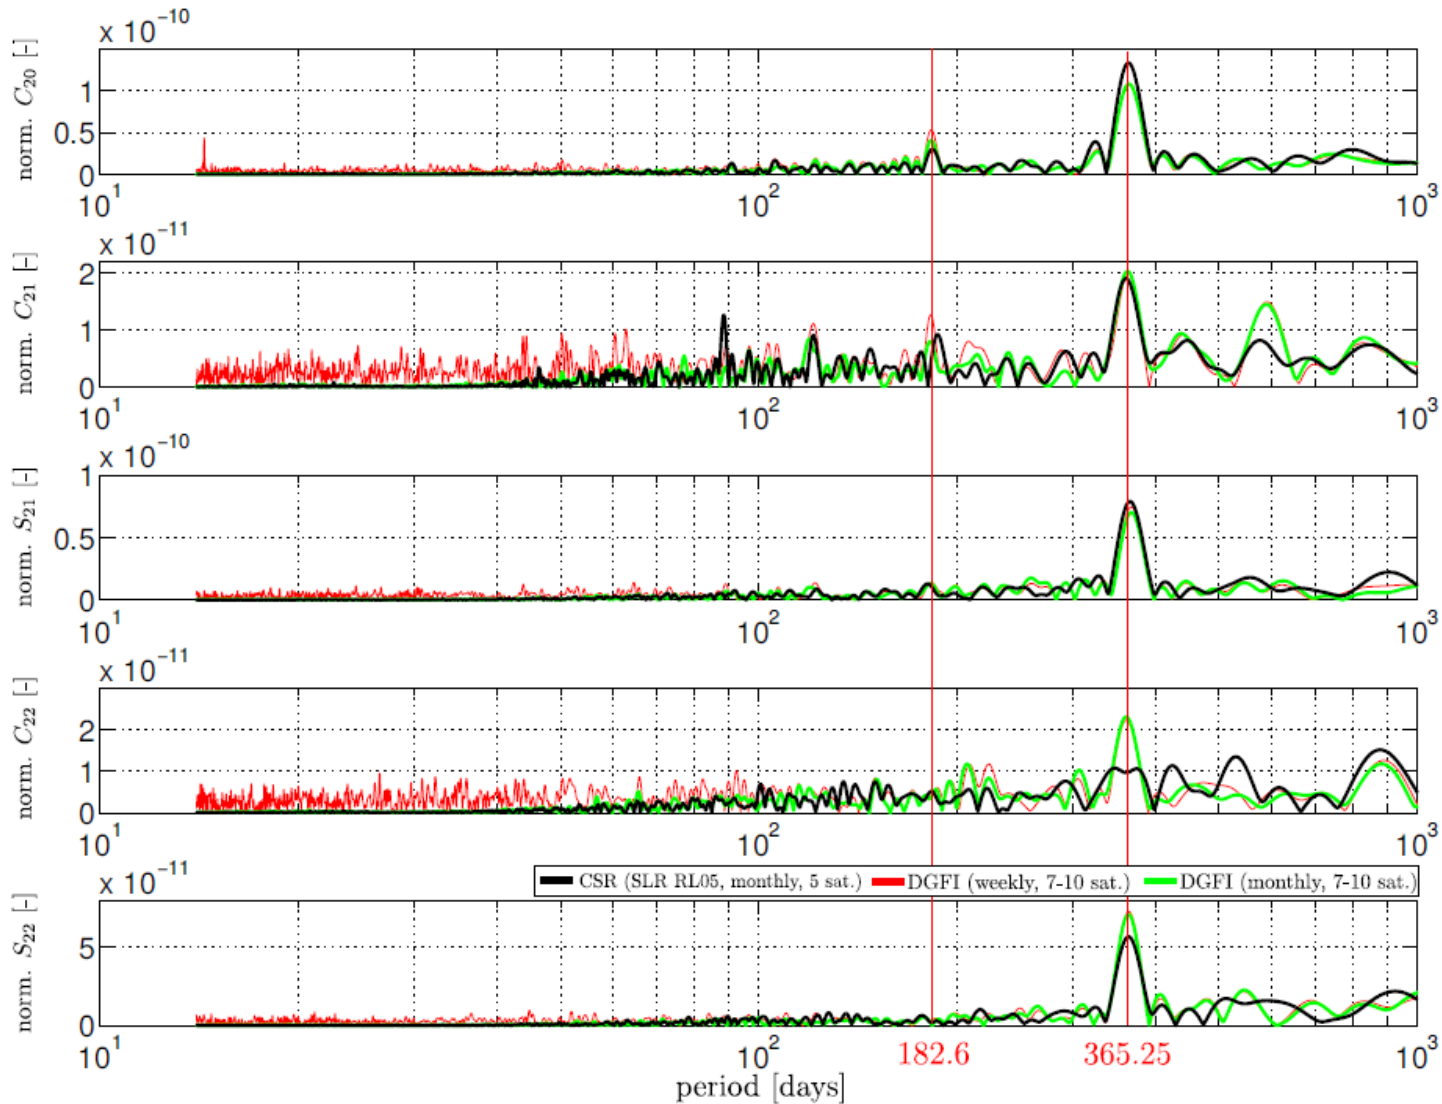 x 10^-10
norm. C20 [-]
1
0.5
0
10^1
10^2
10^3
x 10^-11
norm. C21 [-]
2
1
0
10^1
10^2
10^3
x 10^-10
norm. S21 [-]
1
0.5
0
10^1
10^2
10^3
x 10^-11
norm. C22 [-]
2
1
0
10^1
10^2
10^3
CSR (SLR RL05, monthly, 5 sat.) DGFI (weekly, 7-10 sat.) DGFI (monthly, 7-10 sat.)
x 10^-11
norm. S22 [-]
5
0
10^1
10^2
182.6
365.25
10^3
period [days]